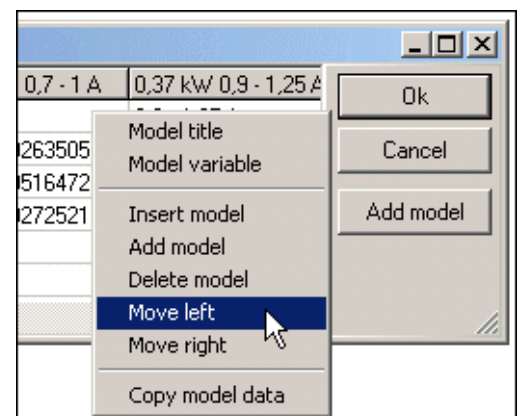 0,7 - 1 A 0,37 kW 0,9 - 1,25 A
Ok
Model title
263505
Model variable
Cancel
516472
272521
Insert model
Add model
Add model
Delete model
Move left
Move right
Copy model data